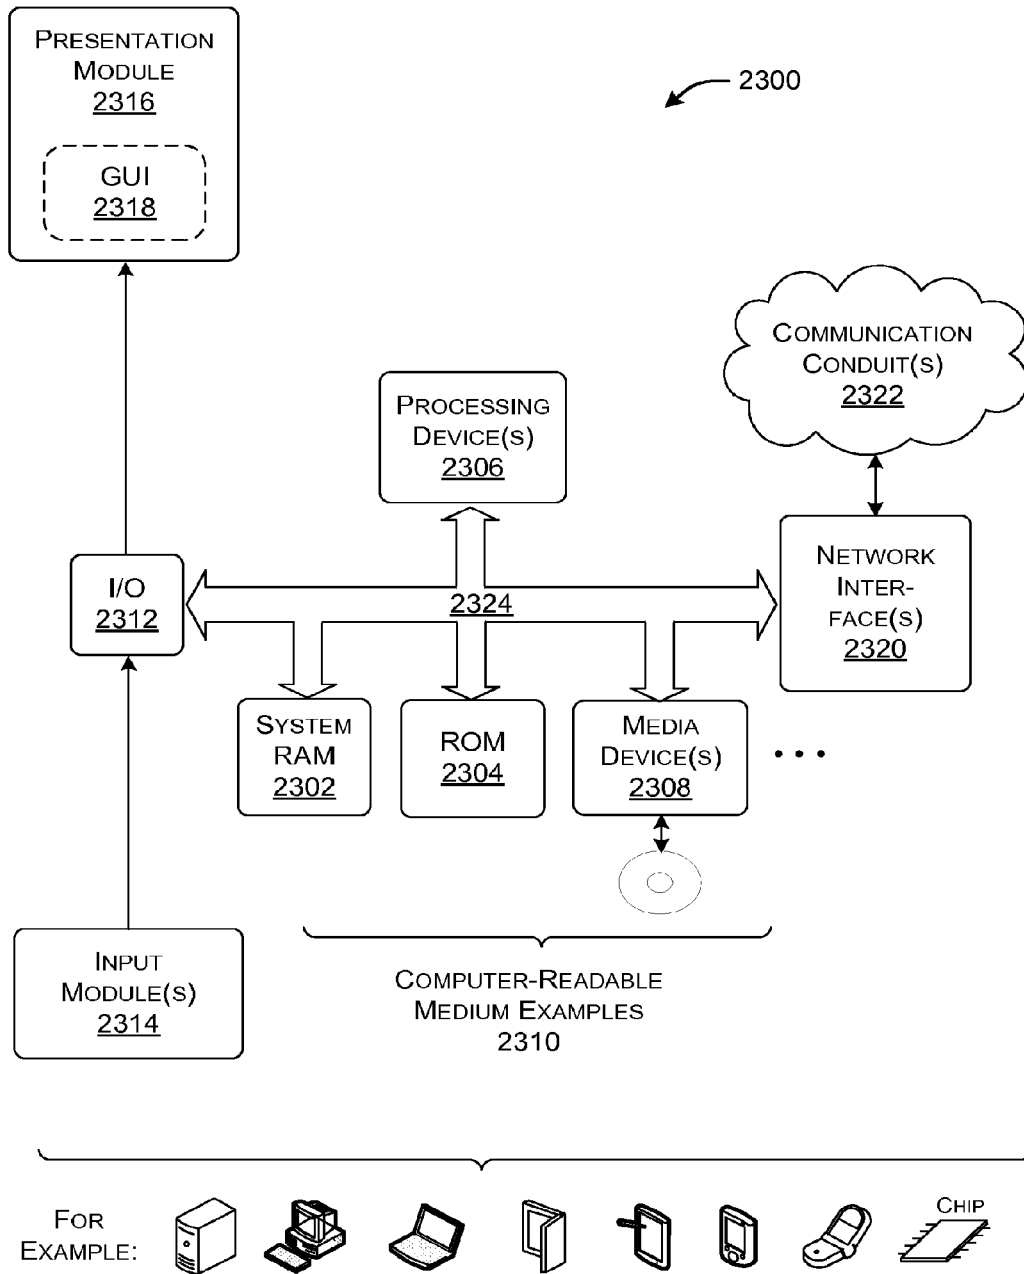 PRESENTATION
MODULE
2316
GUI
2318
2300
COMMUNICATION
CONDUIT(S)
2322
PROCESSING
DEVICE(S)
2306
I/O
2312
2324
NETWORK
INTER-
FACE(S)
2320
SYSTEM
RAM
2302
ROM
2304
MEDIA
DEVICE(S)
2308
• • •
INPUT
MODULE(S)
2314
COMPUTER-READABLE
MEDIUM EXAMPLES
2310
FOR
EXAMPLE:
CHIP